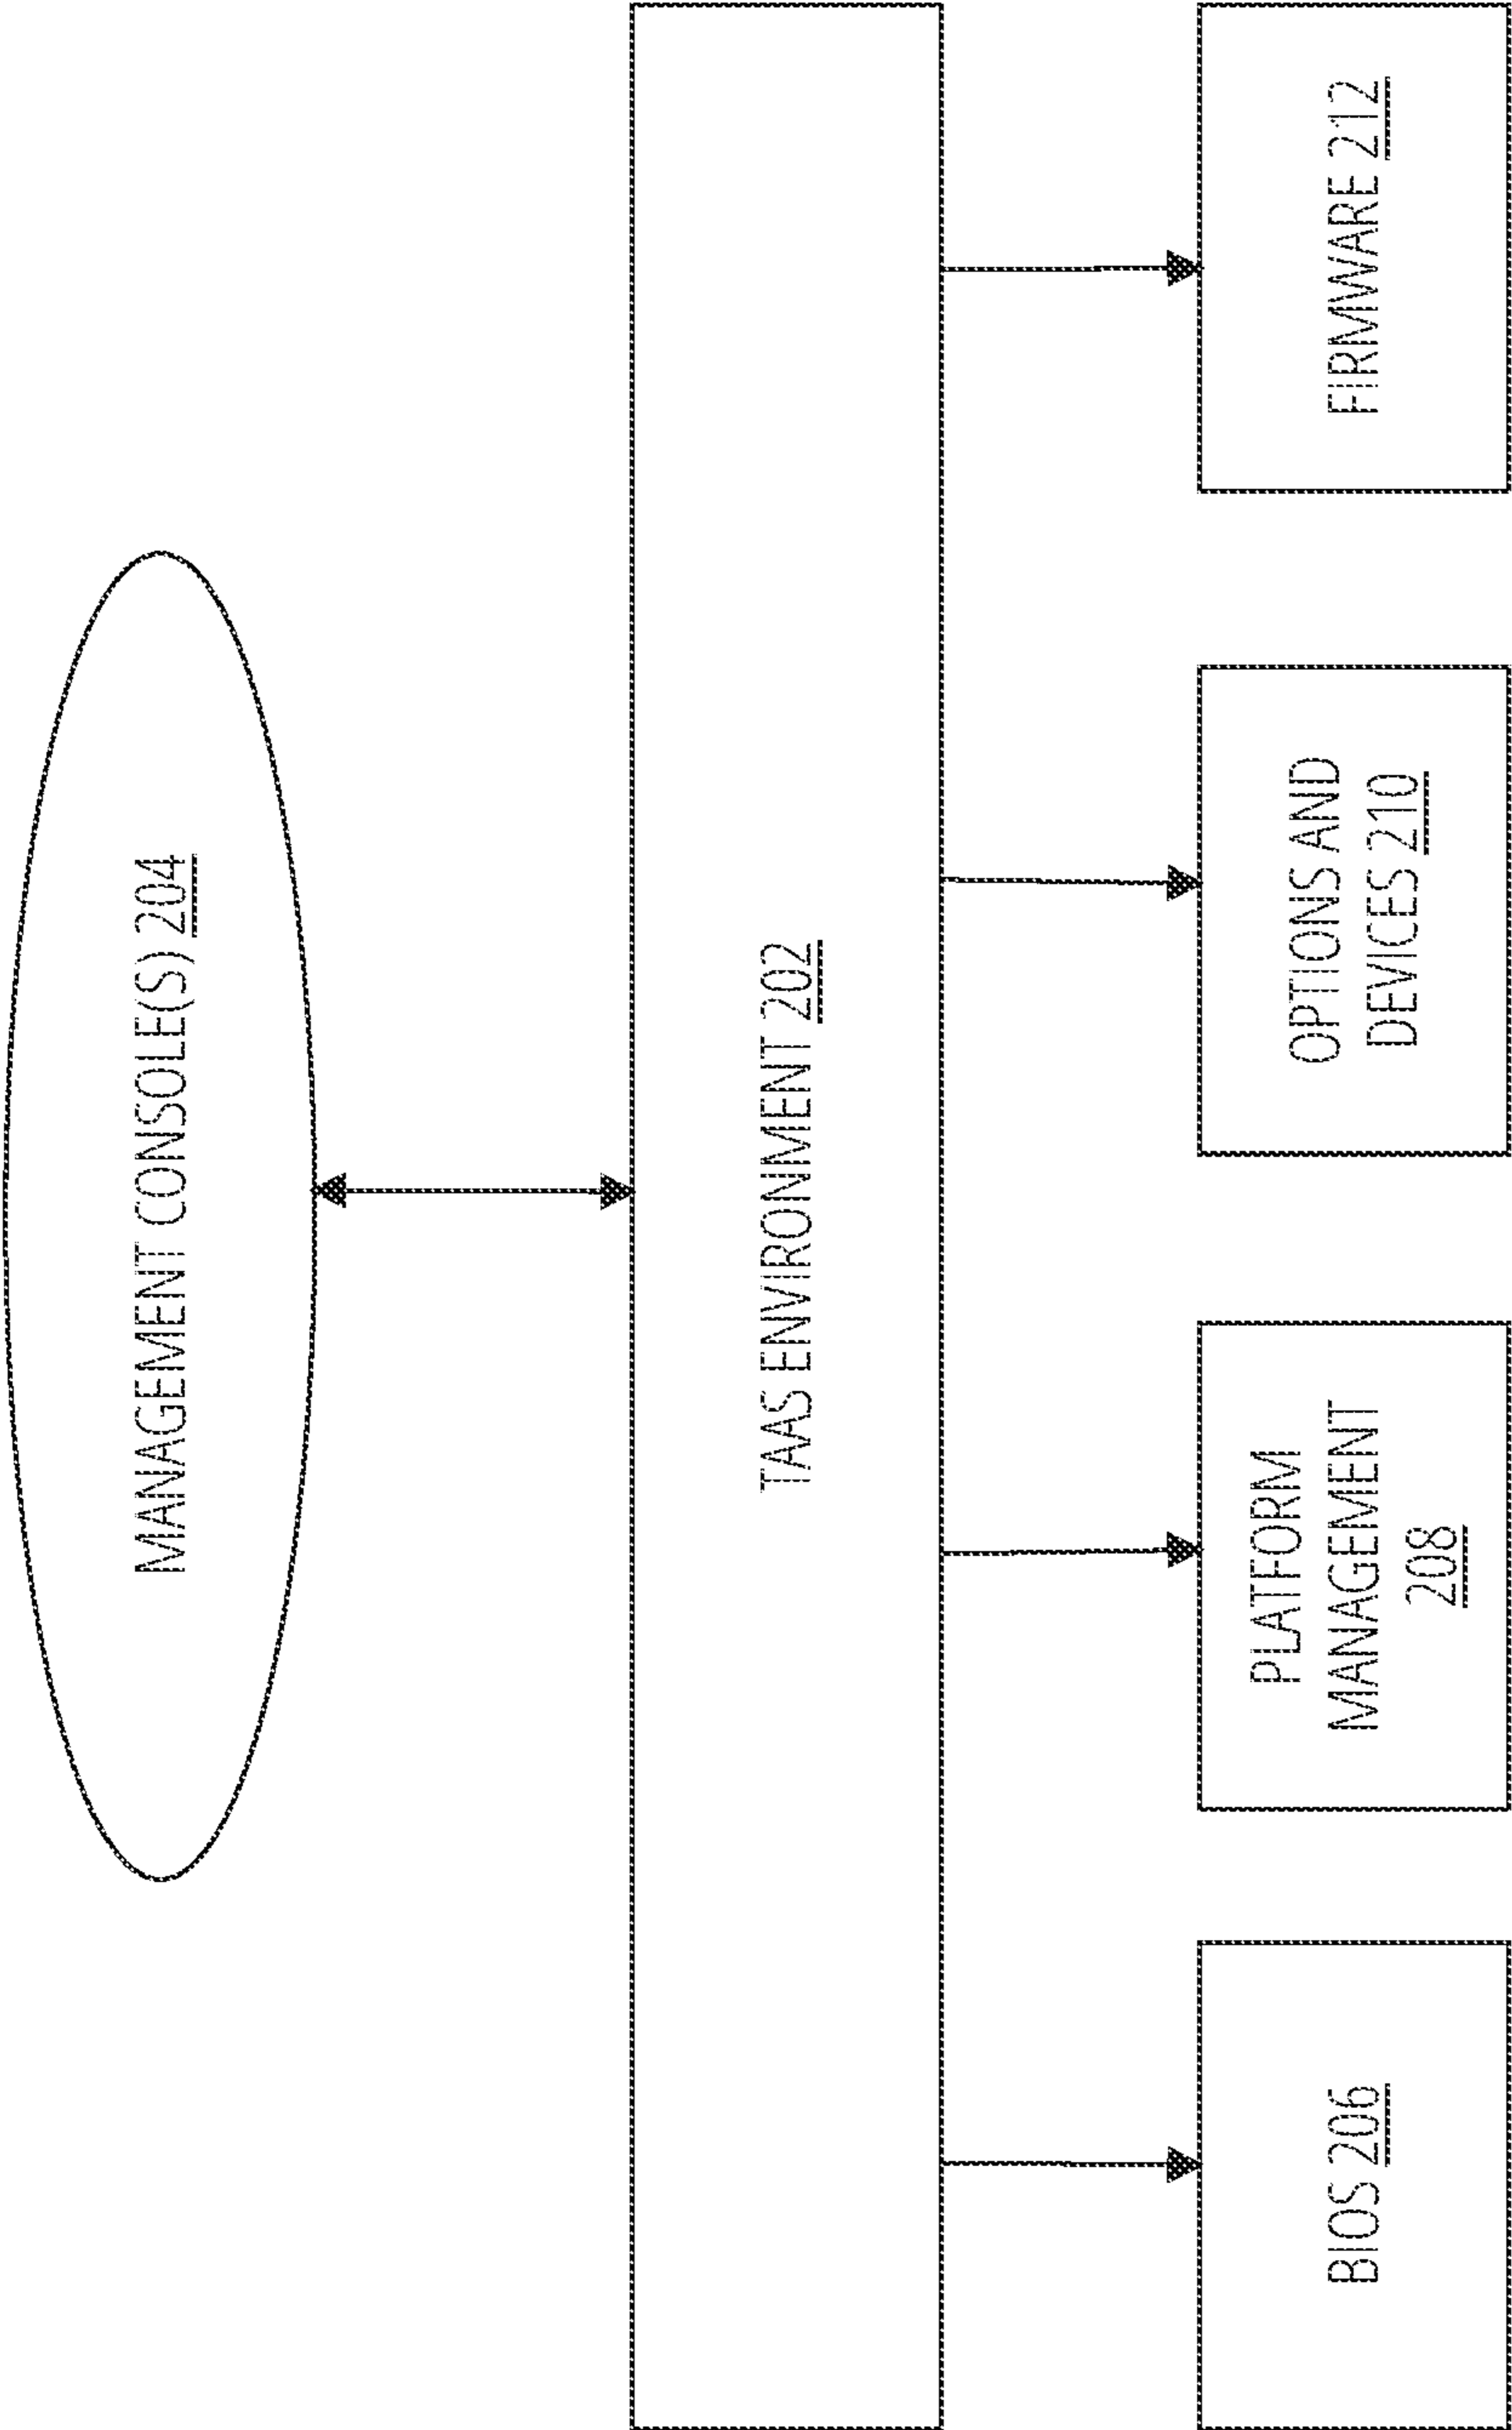 MANAGEMENT CONSOLE(S) 204
TAAS ENVIRONMENT 202
BIOS 206
PLATFORM
MANAGEMENT
208
OPTIONS AND
DEVICES 210
FIRMWARE 212